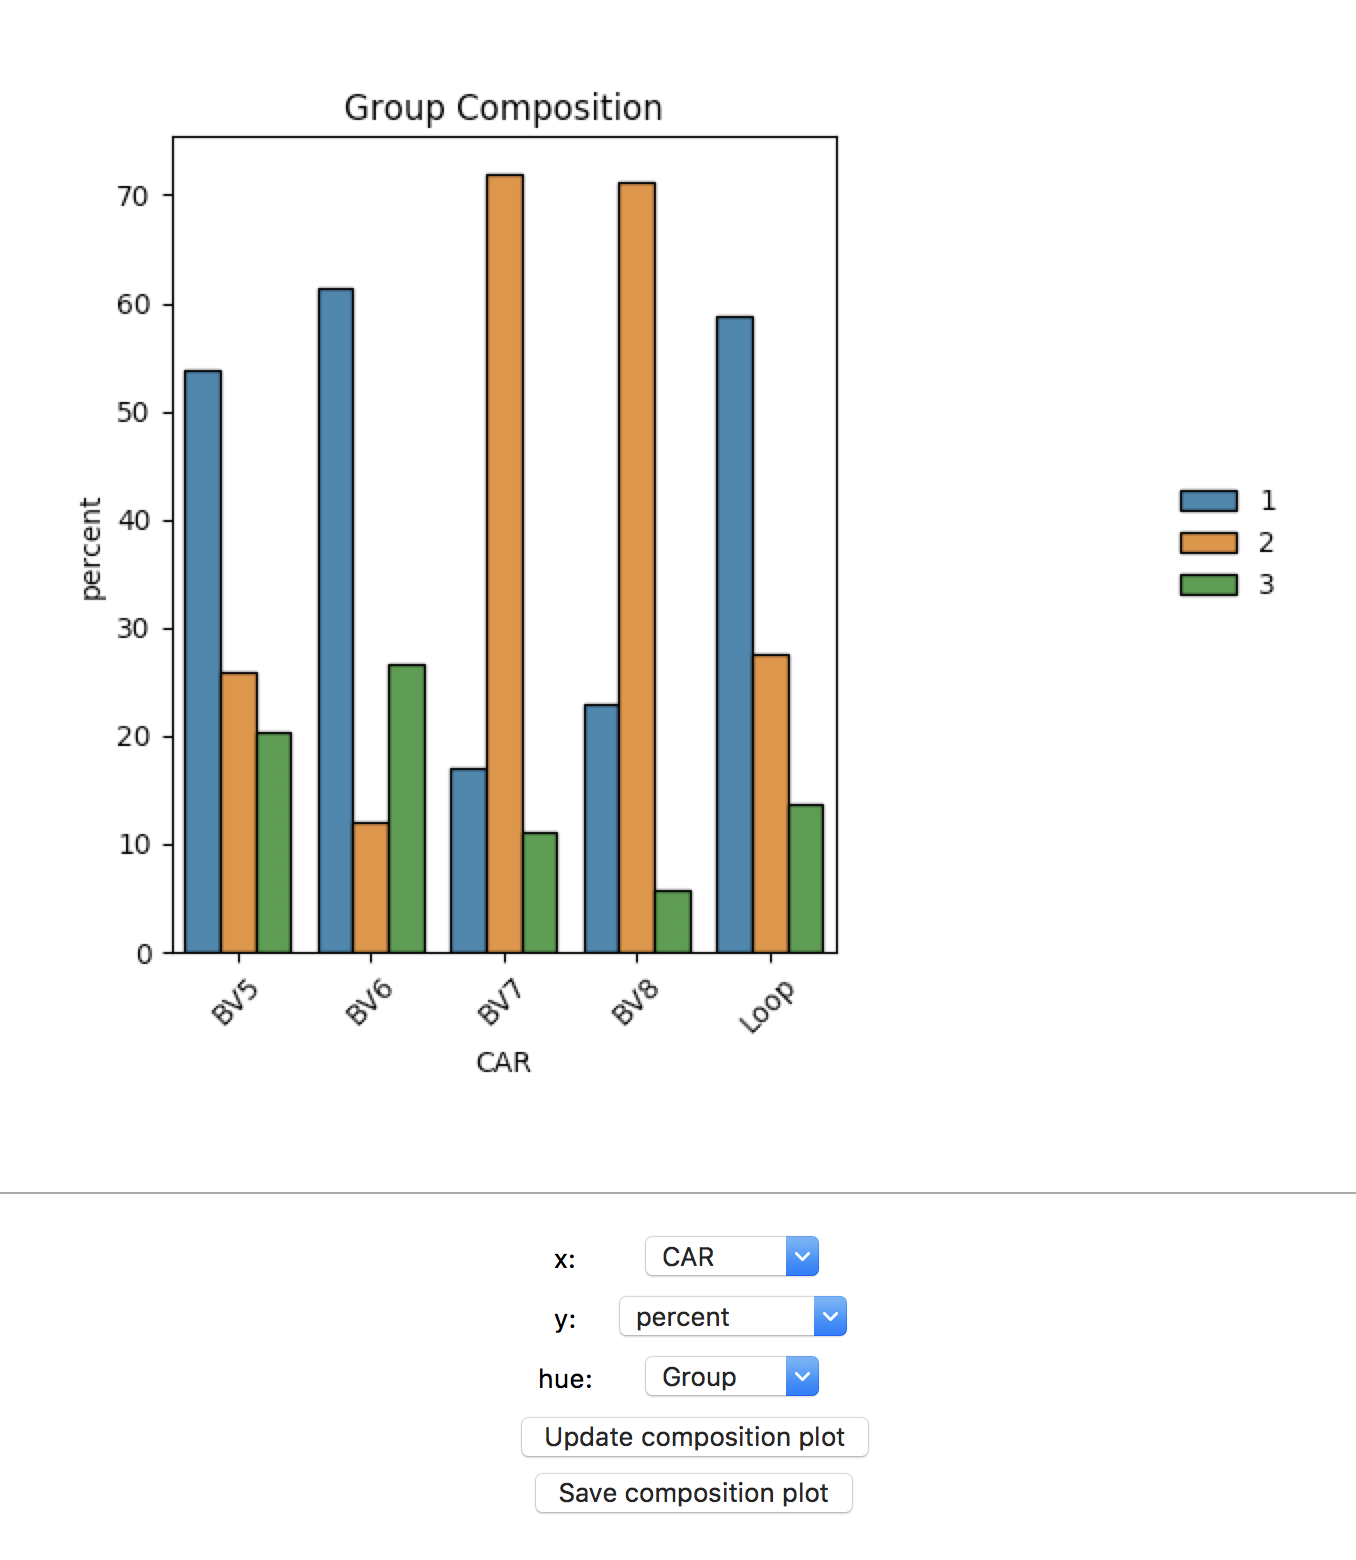 Group Composition
70
60
50
40
30
20
10
0
percent
BV5 BV6 BV7 BV8 Loop
CAR
1
2
3
x: CAR
y: percent
hue: Group
Update composition plot
Save composition plot